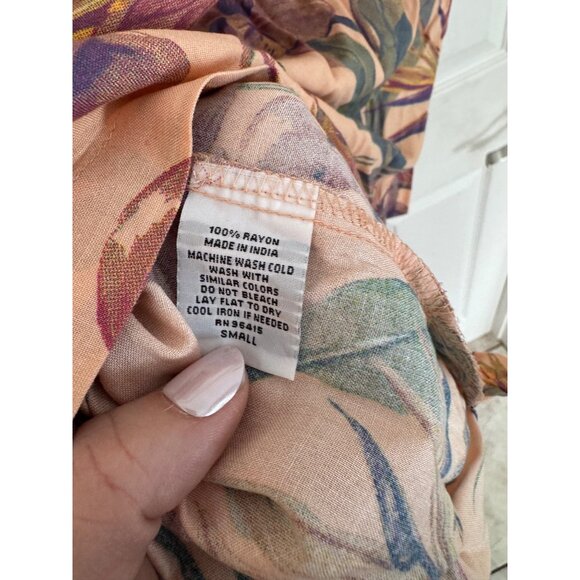 100% RAYON
MADE IN INDIA
MACHINE WASH COLD
WASH WITH
SIMILAR COLORS
DO NOT BLEACH
LAY FLAT TO DRY
COOL IRON IF NEEDED
RN 96415
SMALL